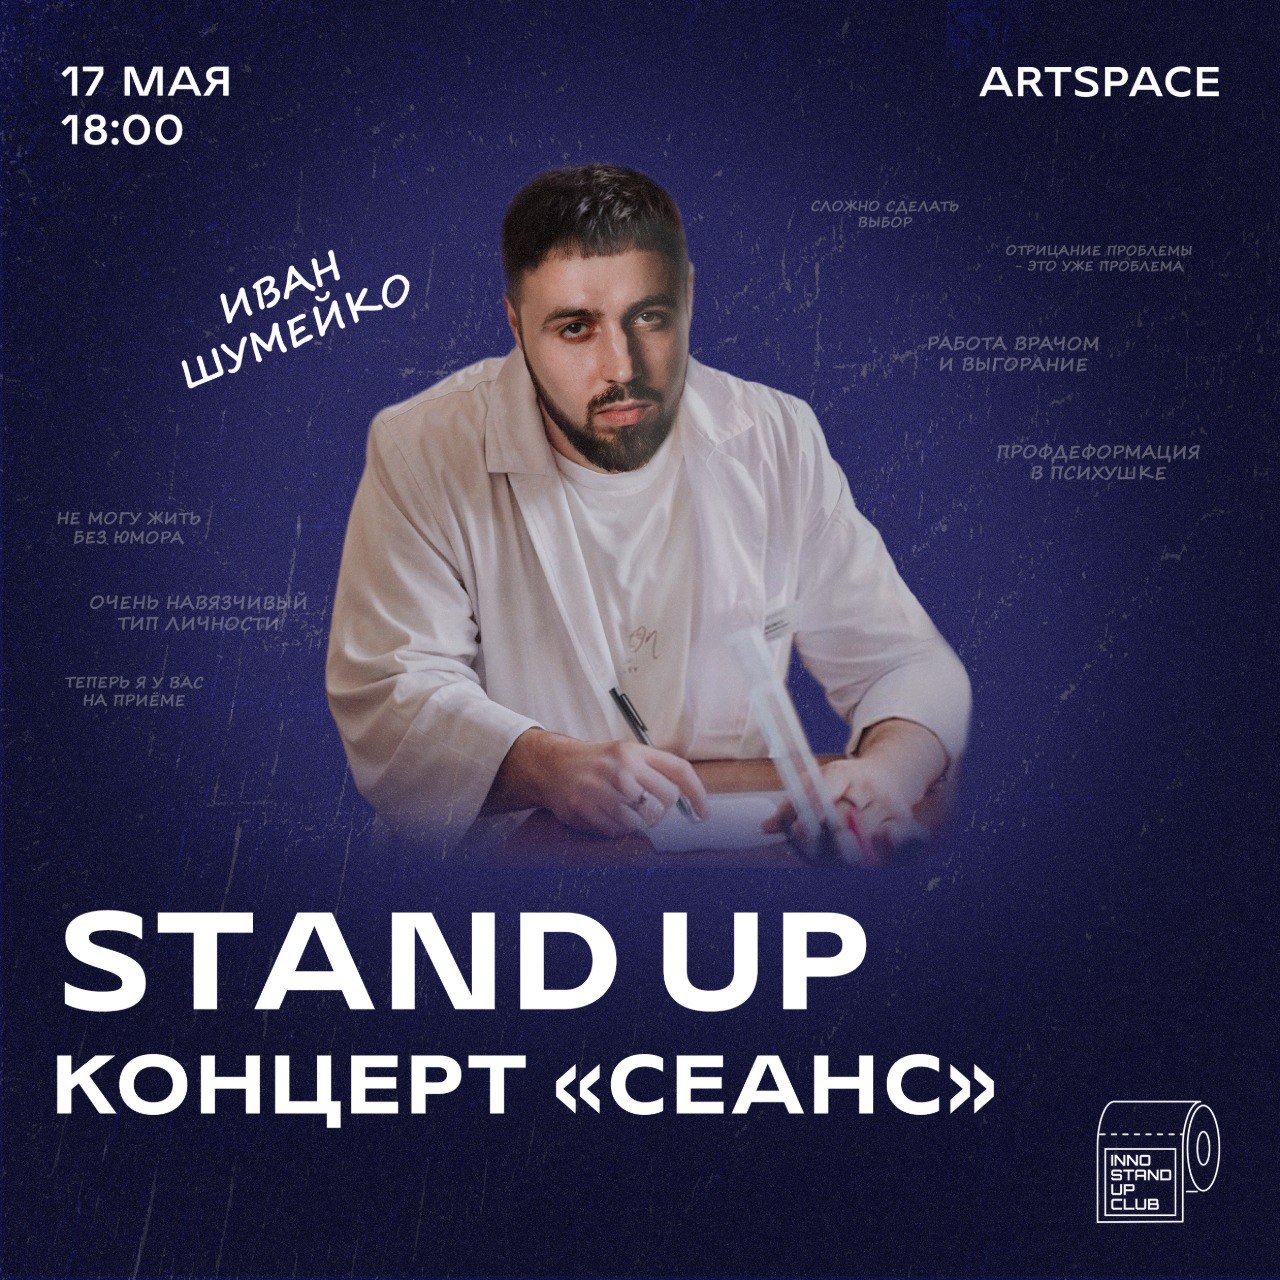 17 МАЯ
18:00
ARTSPACE
ИВАН
ШУМЕЙКО
СЛОЖНО СДЕЛАТЬ
ВЫБОР
ОТРИЦАНИЕ ПРОБЛЕМЫ
- ЭТО УЖЕ ПРОБЛЕМА
РАБОТА ВРАЧОМ
И ВЫГОРАНИЕ
ПРОФДЕФОРМАЦИЯ
В ПСИХУШКЕ
НЕ МОГУ ЖИТЬ
БЕЗ ЮМОРА
ОЧЕНЬ НАВЯЗЧИВЫЙ
ТИП ЛИЧНОСТИ
ТЕПЕРЬ Я У ВАС
НА ПРИЁМЕ
STAND UP
КОНЦЕРТ «СЕАНС»
INNO
STAND
UP
CLUB